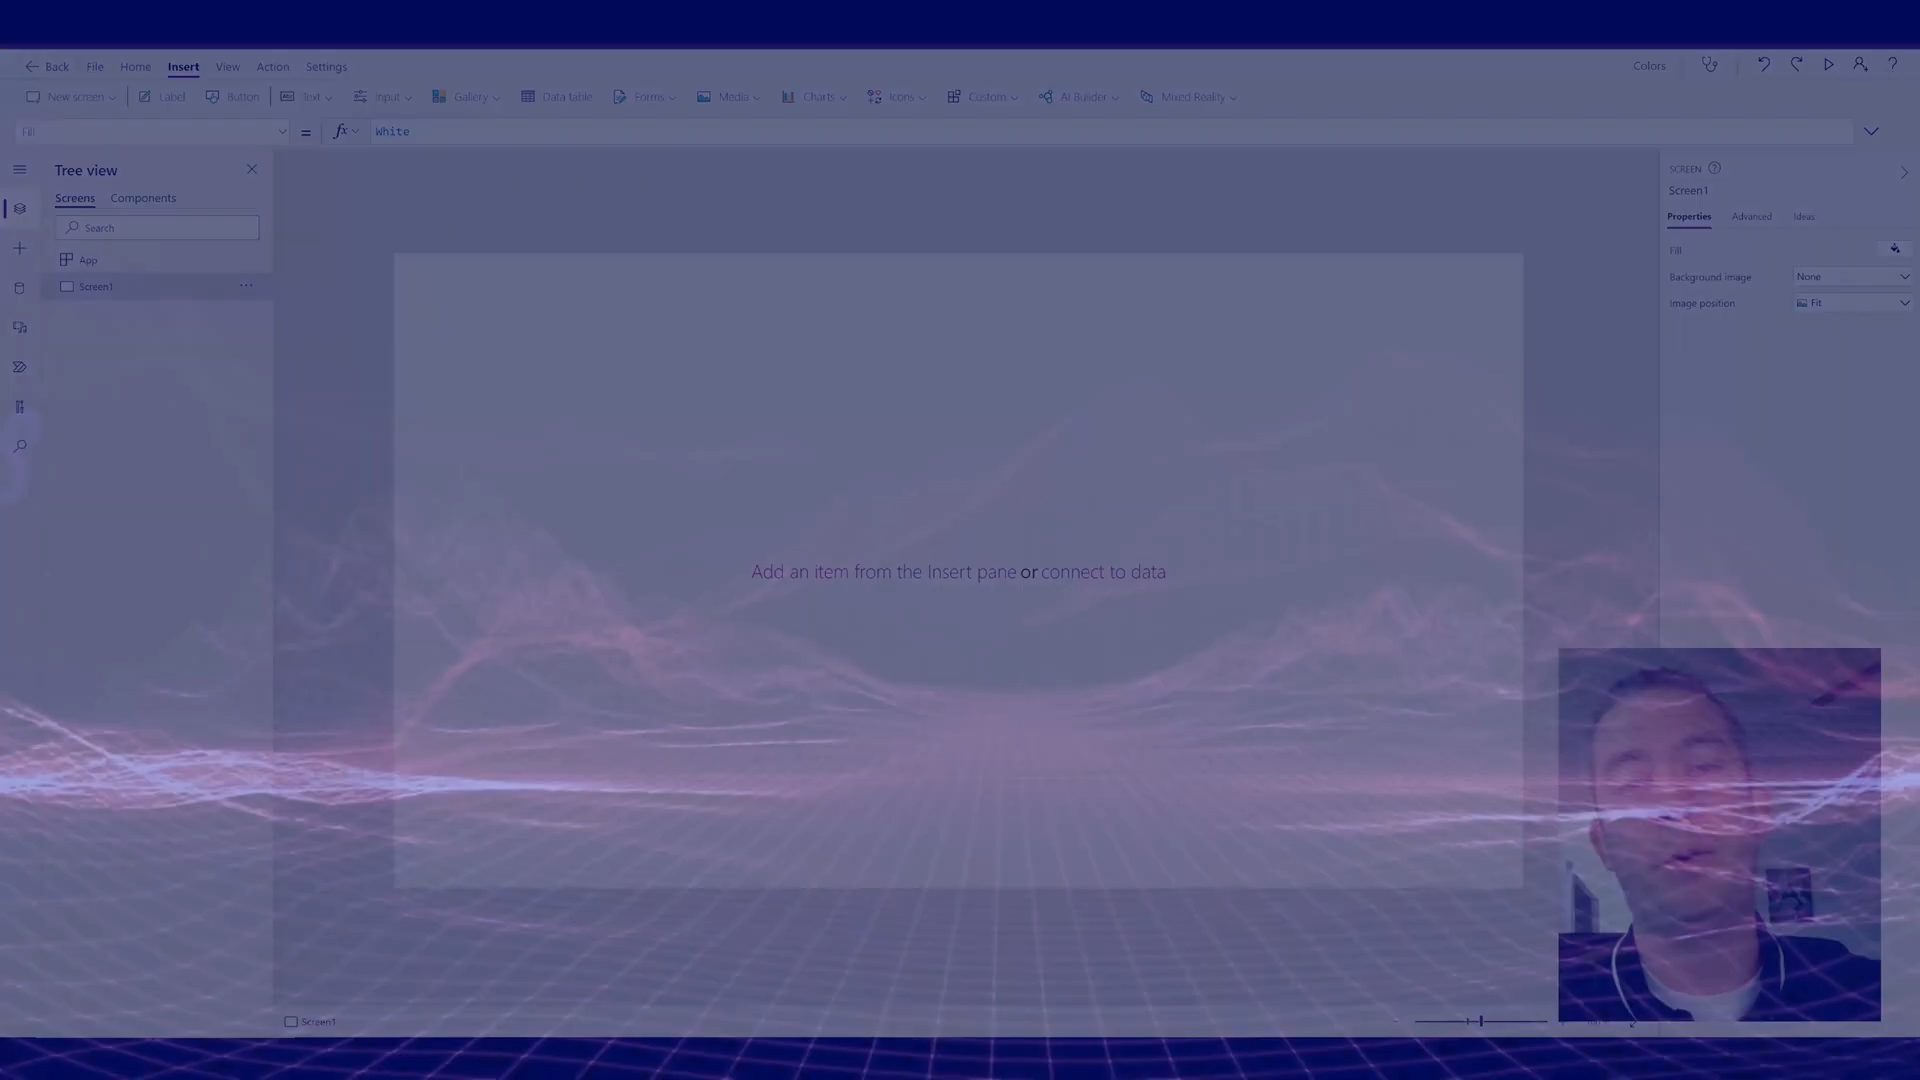 Back File Home Insert View Action Settings Colors ?
New screen Label Button Text Input Gallery Data table Forms Media Charts Icons Custom AI Builder Mixed Reality
Fill = fx White
Tree view
Screens Components
Search
App
Screen1 ...
SCREEN ?
Screen1
Properties Advanced Ideas
Fill
Background image None
Image position Fit
Add an item from the Insert pane or connect to data
Screen1